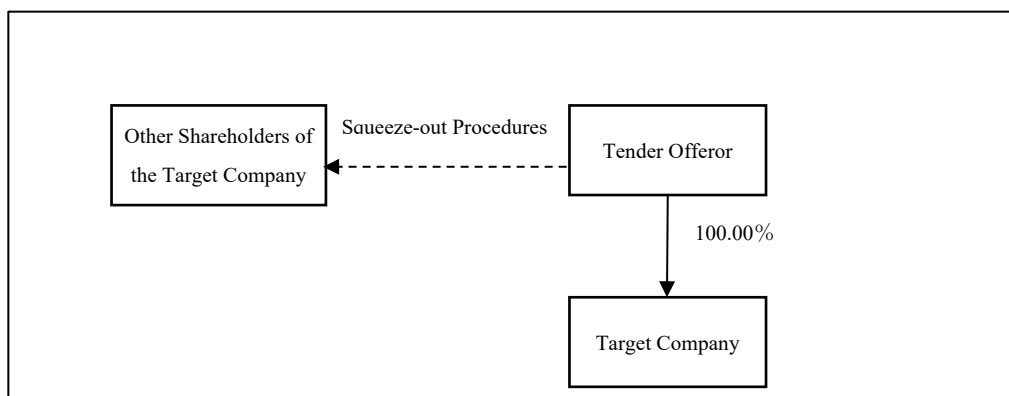 Squeeze-out Procedures
Other Shareholders of
the Target Company
Tender Offeror
100.00%
Target Company